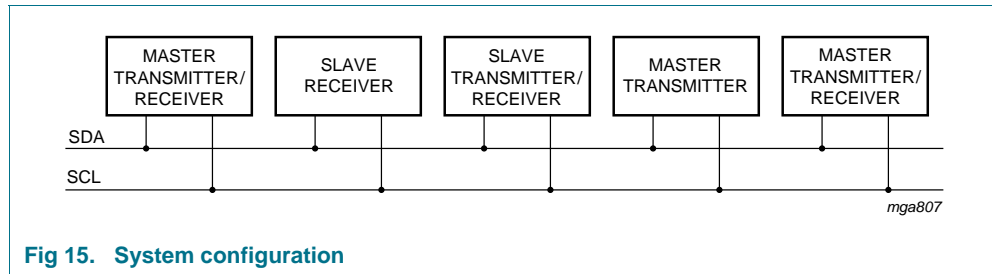 MASTER
TRANSMITTER/
RECEIVER
SLAVE
RECEIVER
SLAVE
TRANSMITTER/
RECEIVER
MASTER
TRANSMITTER
MASTER
TRANSMITTER/
RECEIVER
SDA
SCL
mga807
Fig 15. System configuration